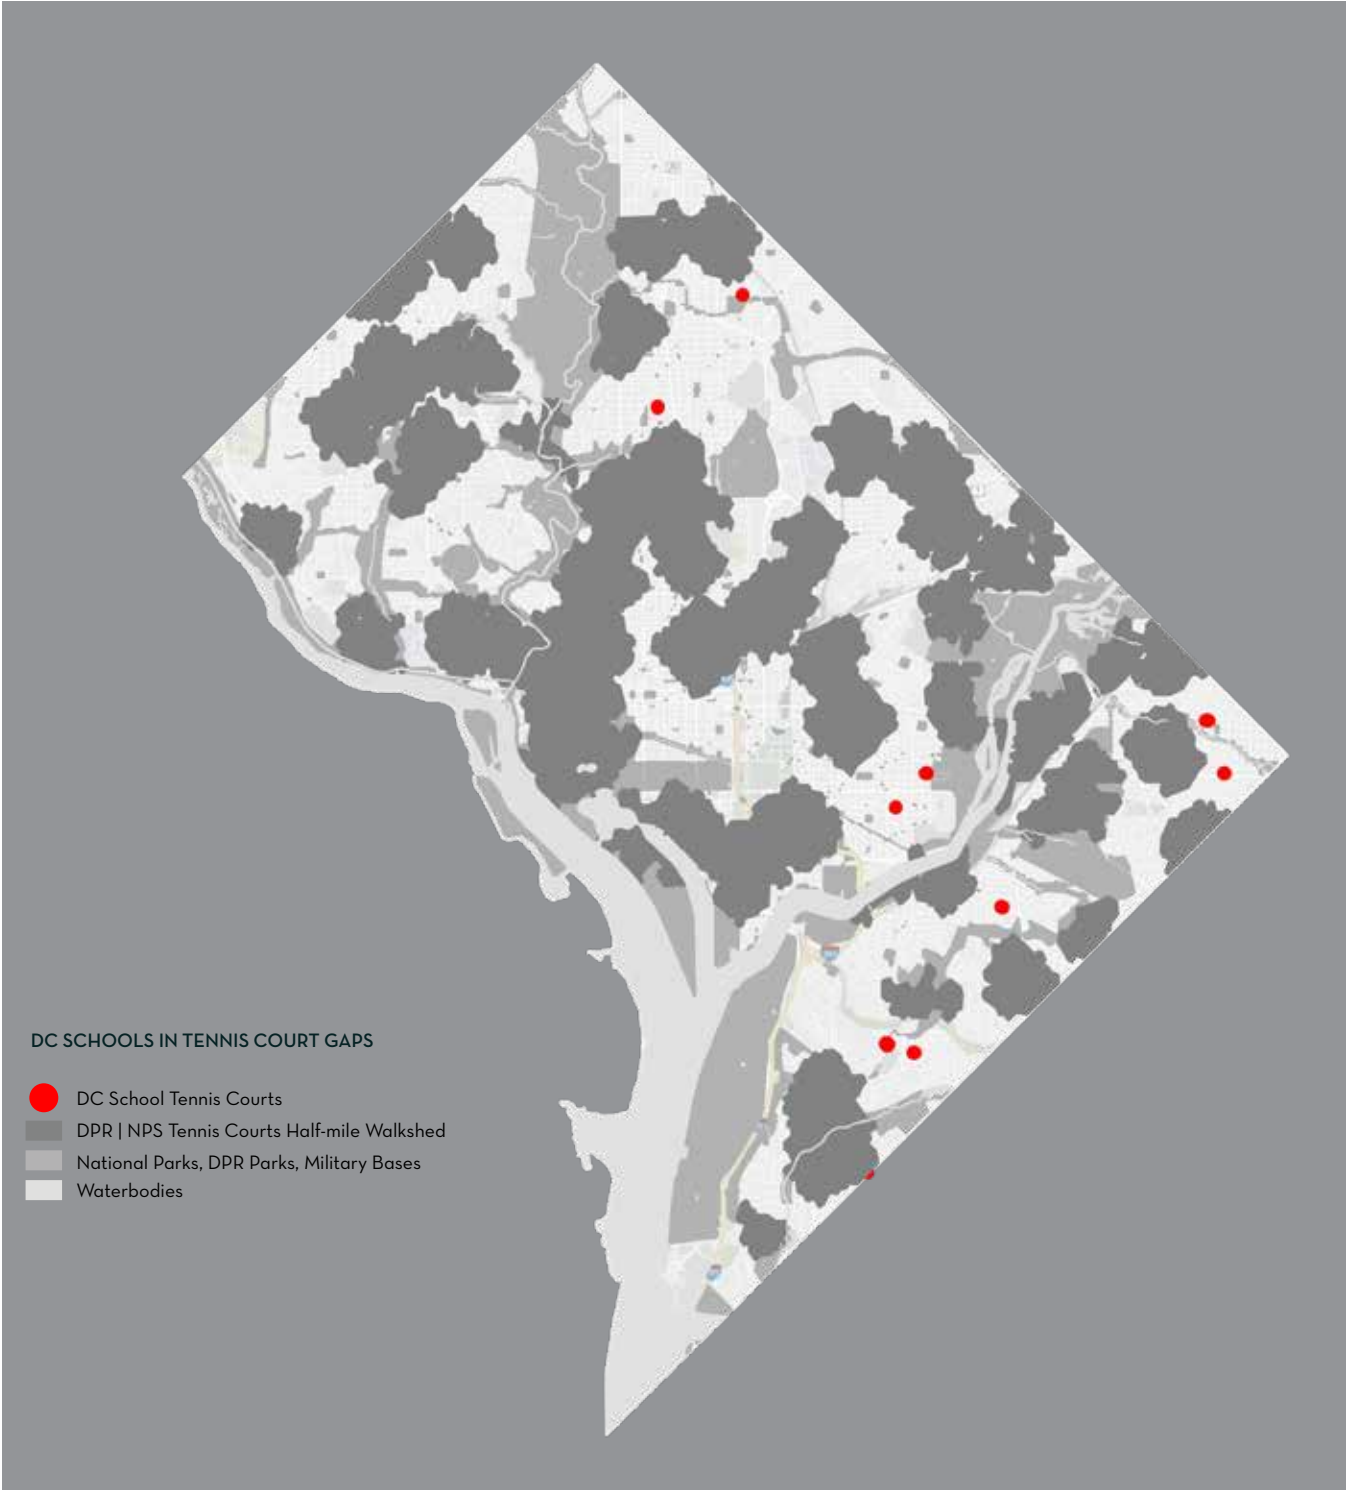 DC SCHOOLS IN TENNIS COURT GAPS
DC School Tennis Courts
DPR | NPS Tennis Courts Half-mile Walkshed
National Parks, DPR Parks, Military Bases
Waterbodies